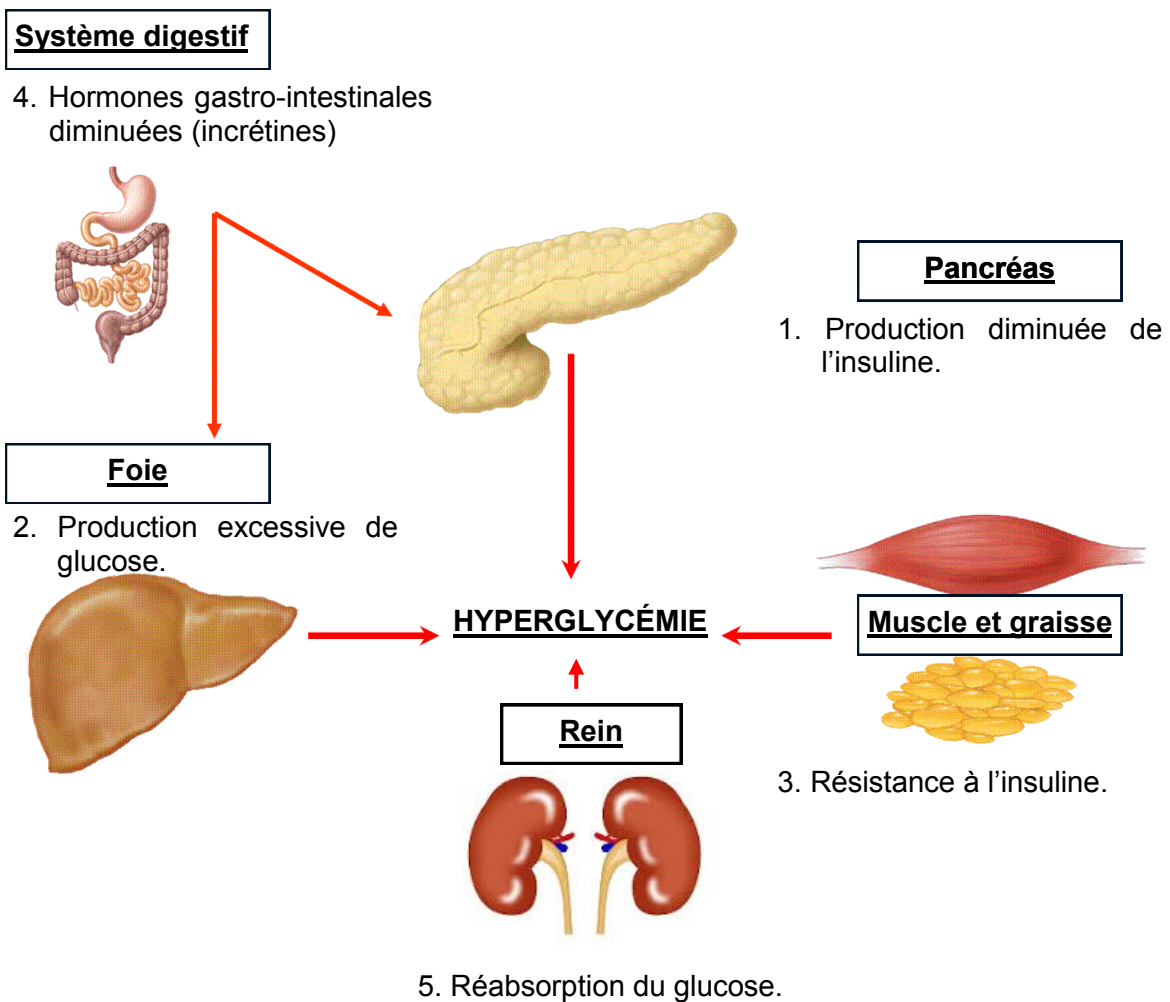 Système digestif
4. Hormones gastro-intestinales
diminuées (incrétines)
Pancréas
1. Production diminuée de
l’insuline.
Foie
2. Production excessive de
glucose.
HYPERGLYCÉMIE
Muscle et graisse
Rein
3. Résistance à l’insuline.
5. Réabsorption du glucose.